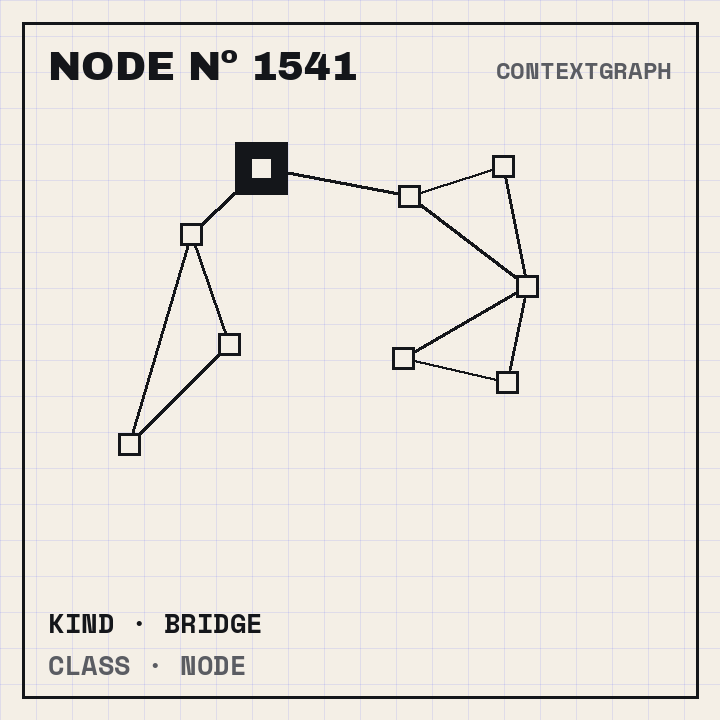 NODE Nº 1541
CONTEXTGRAPH
KIND · BRIDGE
CLASS · NODE